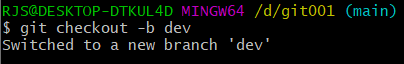 RJS@DESKTOP-DTKUL4D MINGW64 /d/git001 (main)
$ git checkout -b dev
Switched to a new branch 'dev'